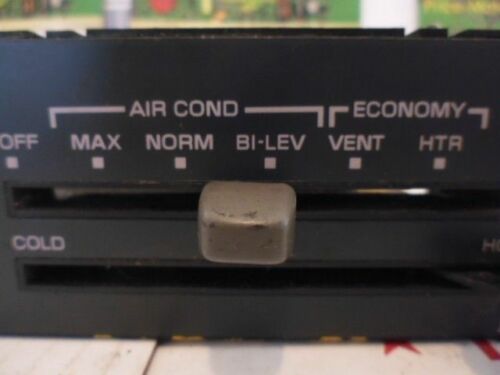 AIR COND ECONOMY
OFF MAX NORM BI-LEV VENT HTR
COLD